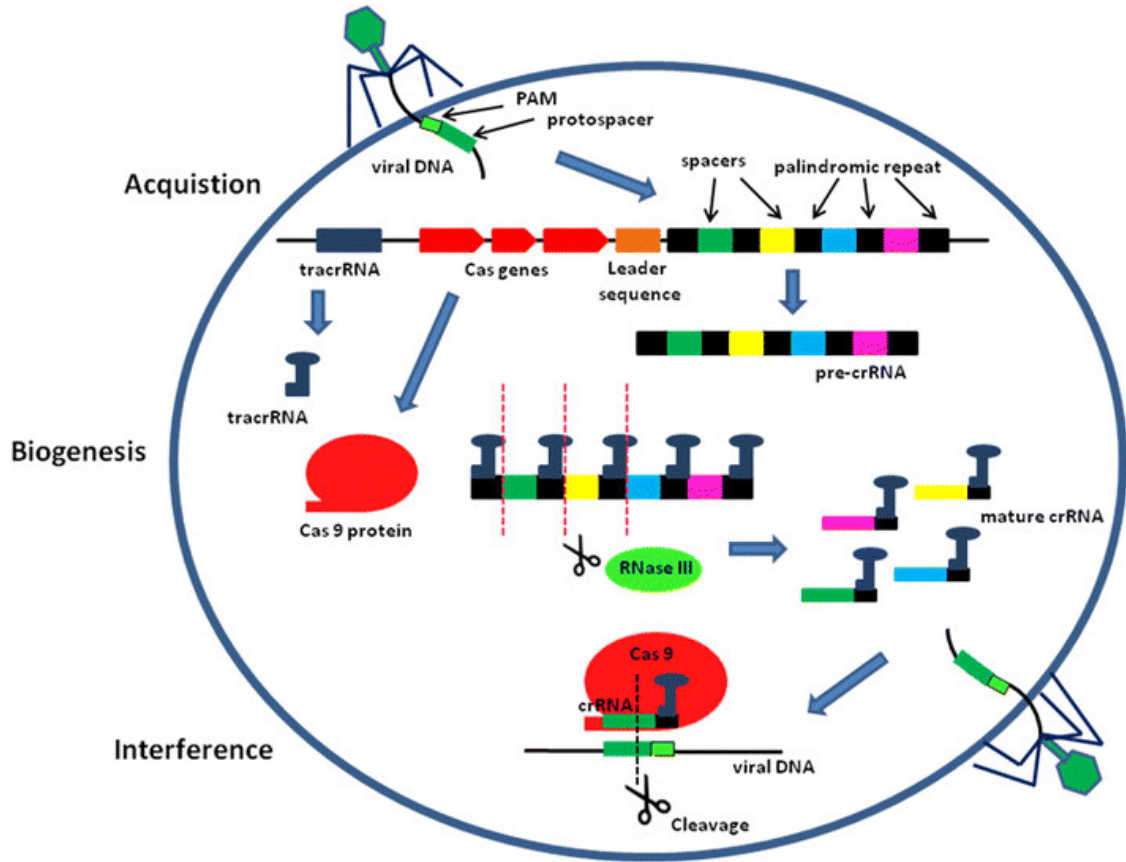 PAM
protospacer
viral DNA
Acquistion
spacers
palindromic repeat
tracrRNA
Cas genes
Leader
sequence
pre-crRNA
tracrRNA
Biogenesis
Cas 9 protein
RNase III
mature crRNA
Cas 9
crRNA
Interference
viral DNA
Cleavage